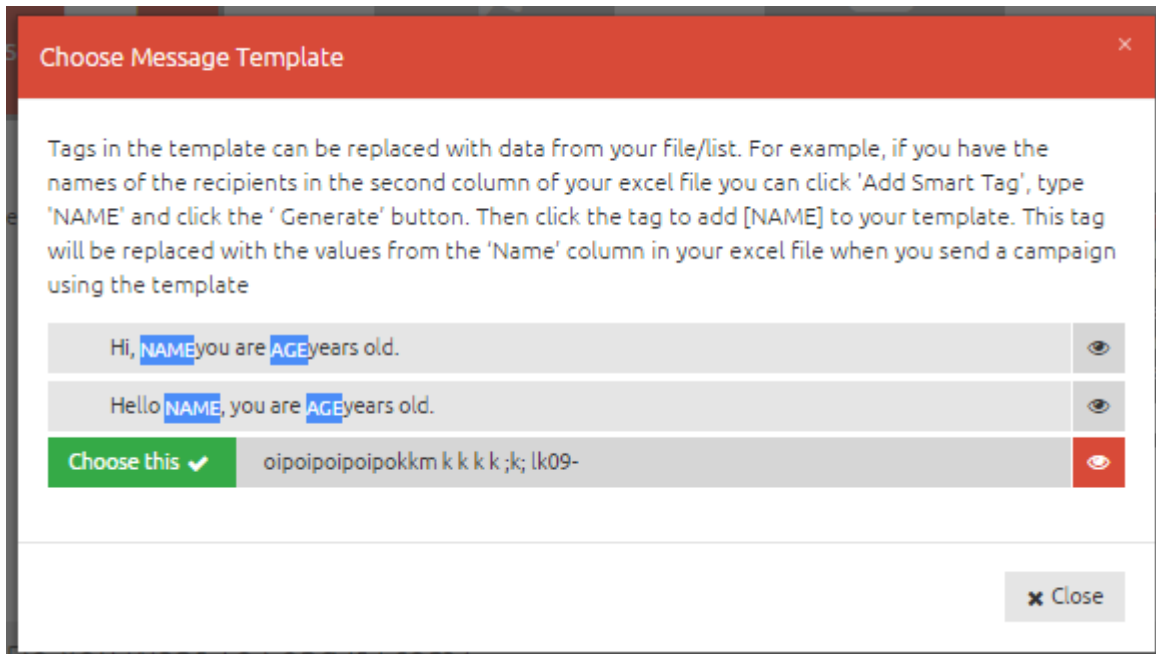 Choose Message Template
×
Tags in the template can be replaced with data from your file/list. For example, if you have the
names of the recipients in the second column of your excel file you can click 'Add Smart Tag', type
'NAME' and click the ‘ Generate’ button. Then click the tag to add [NAME] to your template. This tag
will be replaced with the values from the ‘Name’ column in your excel file when you send a campaign
using the template
Hi, NAMEyou are AGEyears old.
Hello NAME, you are AGEyears old.
Choose this ✔ oipoipoipoipokkm k k k k ;k; lk09-
✖ Close